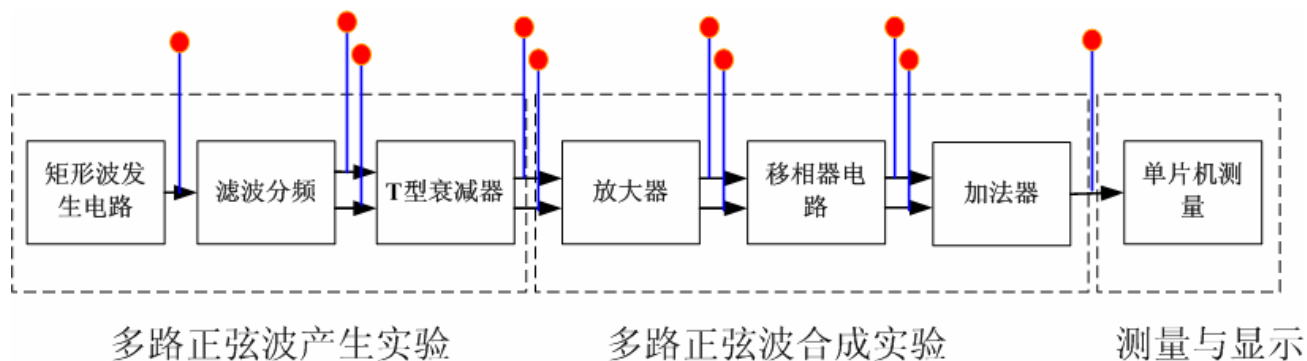 矩形波发
生电路
滤波分频
T型衰减器
放大器
移相器电
路
加法器
单片机测
量
多路正弦波产生实验
多路正弦波合成实验
测量与显示